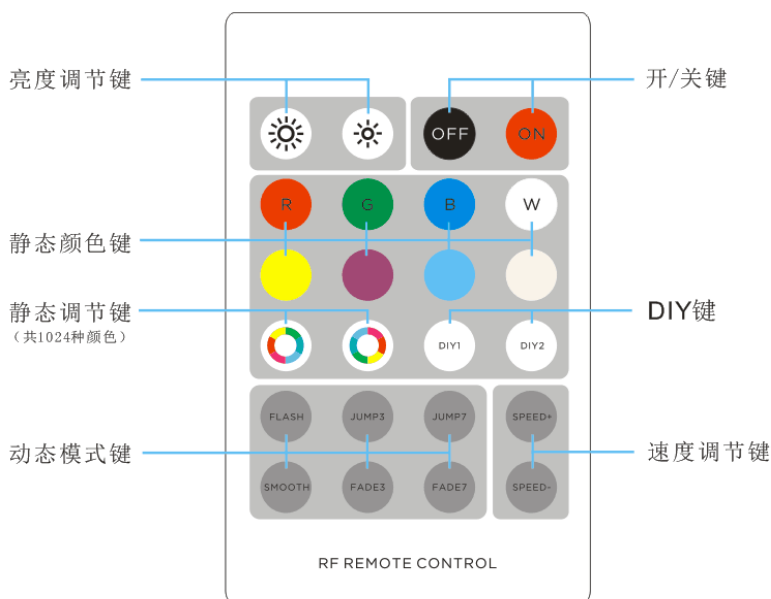 亮度调节键
开/关键
OFF
ON
R
G
B
W
静态颜色键
静态调节键
（共1024种颜色）
DIY1
DIY2
DIY键
FLASH
JUMP3
JUMP7
SPEED+
动态模式键
速度调节键
SMOOTH
FADE3
FADE7
SPEED-
RF REMOTE CONTROL